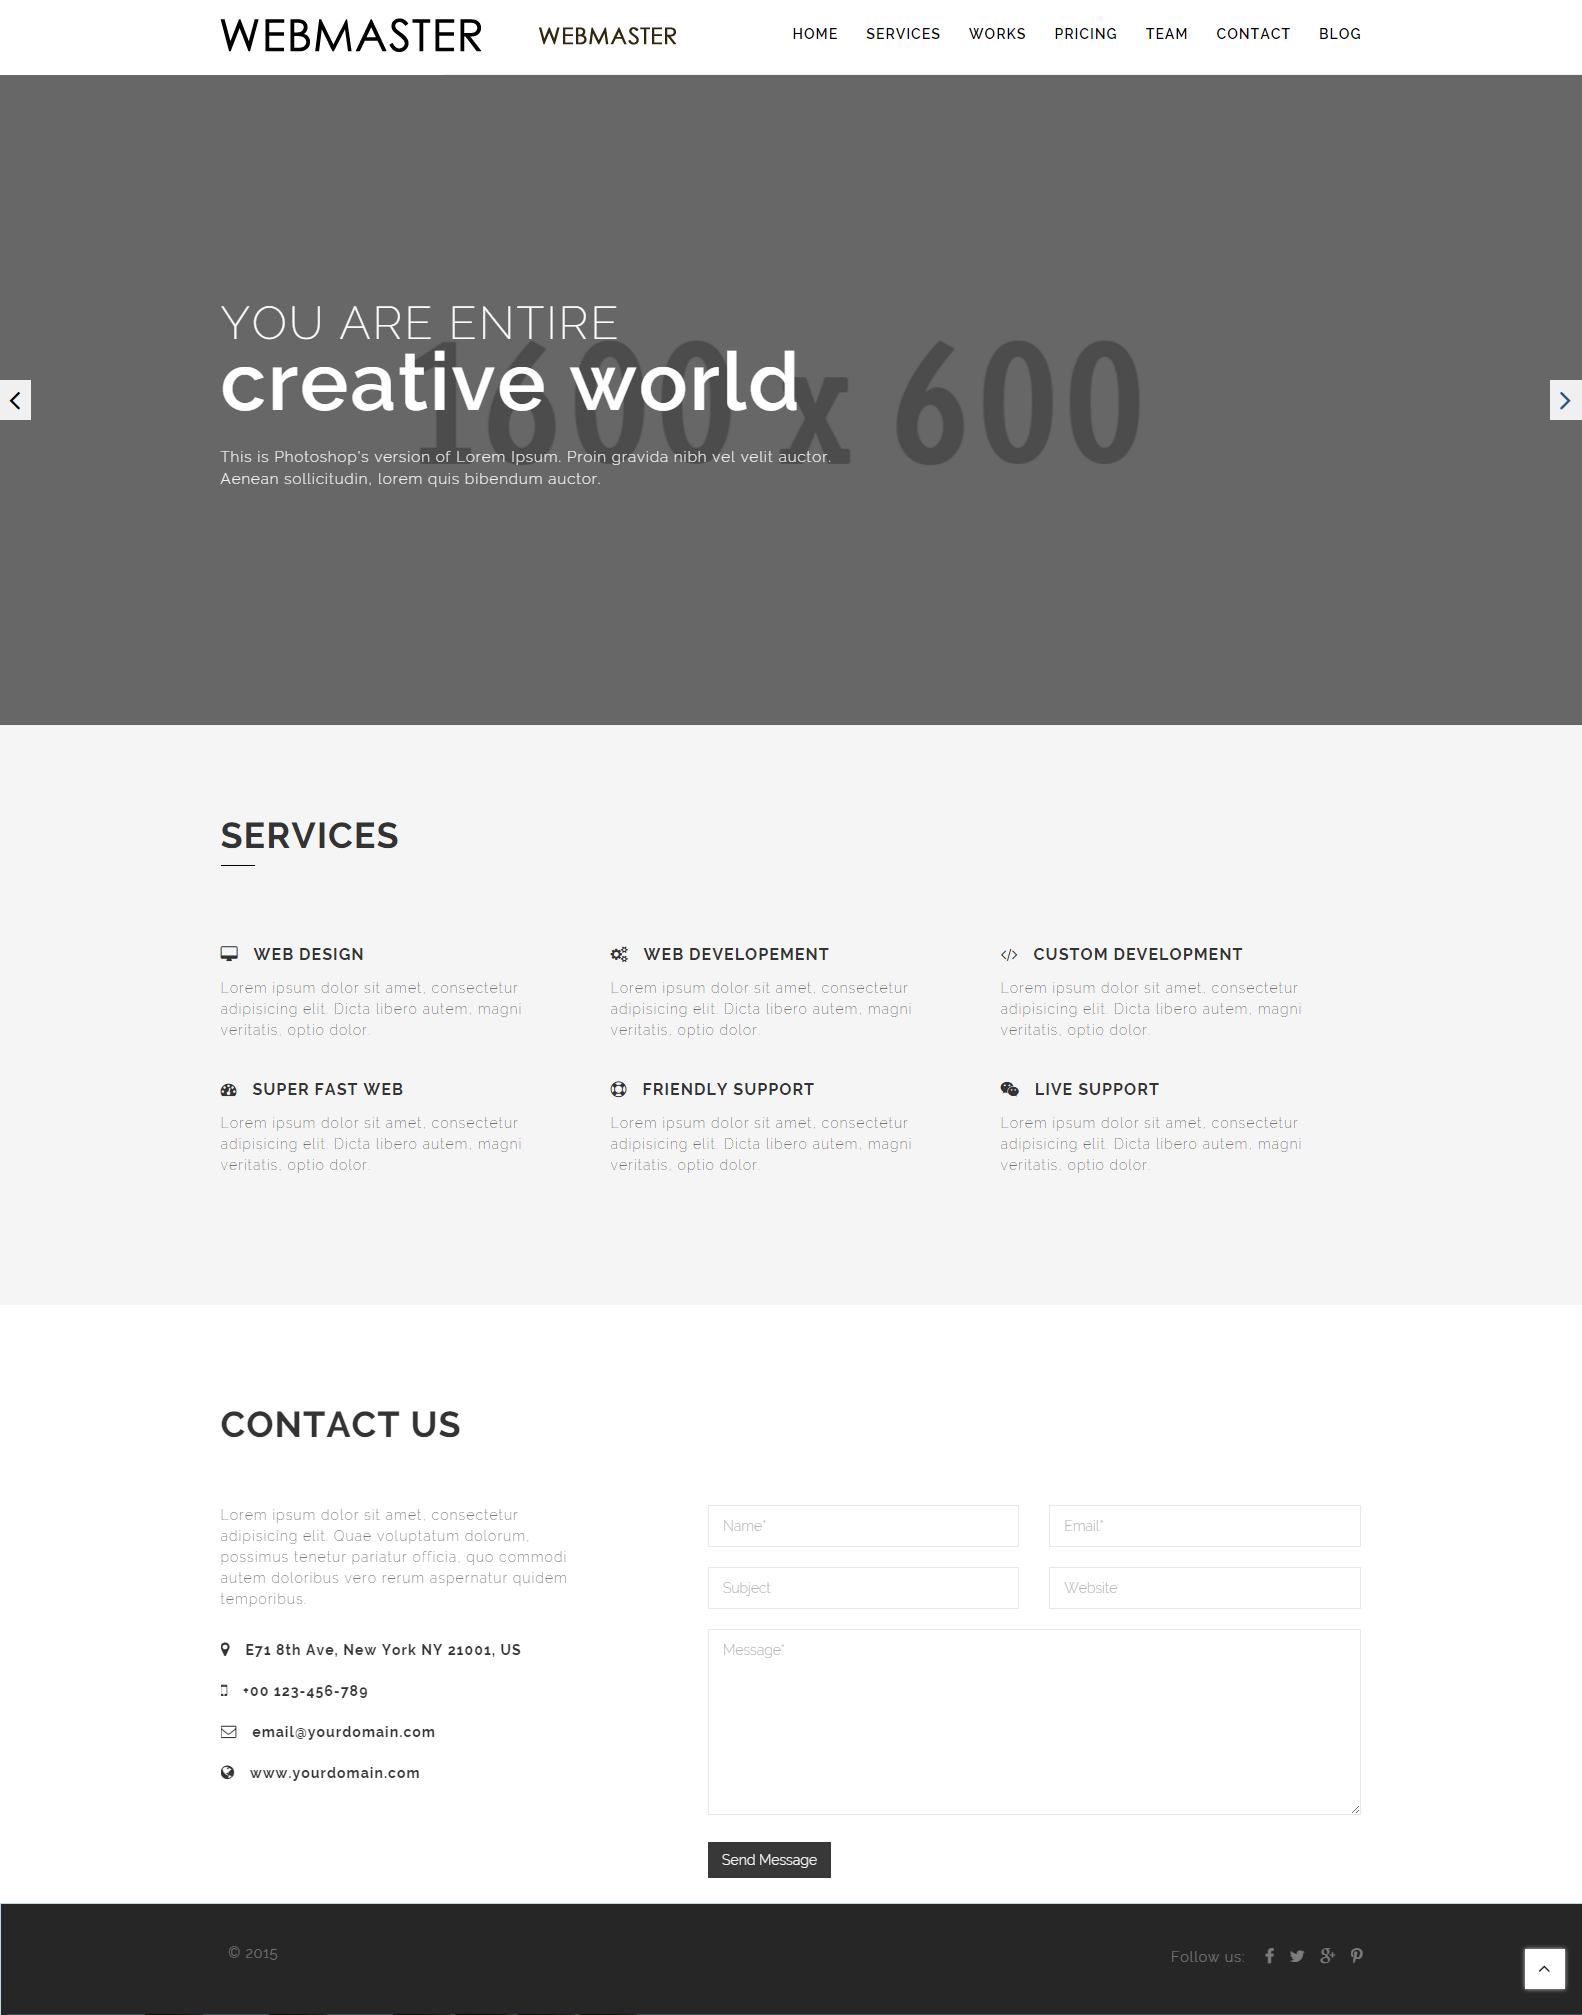 WEBMASTER
WEBMASTER
HOME SERVICES WORKS PRICING TEAM CONTACT BLOG
1600 x 600
YOU ARE ENTIRE
creative world
This is Photoshop's version of Lorem Ipsum. Proin gravida nibh vel velit auctor.
Aenean sollicitudin, lorem quis bibendum auctor.
SERVICES
WEB DESIGN
Lorem ipsum dolor sit amet, consectetur
adipisicing elit. Dicta libero autem, magni
veritatis, optio dolor.
WEB DEVELOPEMENT
Lorem ipsum dolor sit amet, consectetur
adipisicing elit. Dicta libero autem, magni
veritatis, optio dolor.
CUSTOM DEVELOPMENT
Lorem ipsum dolor sit amet, consectetur
adipisicing elit. Dicta libero autem, magni
veritatis, optio dolor.
SUPER FAST WEB
Lorem ipsum dolor sit amet, consectetur
adipisicing elit. Dicta libero autem, magni
veritatis, optio dolor.
FRIENDLY SUPPORT
Lorem ipsum dolor sit amet, consectetur
adipisicing elit. Dicta libero autem, magni
veritatis, optio dolor.
LIVE SUPPORT
Lorem ipsum dolor sit amet, consectetur
adipisicing elit. Dicta libero autem, magni
veritatis, optio dolor.
CONTACT US
Lorem ipsum dolor sit amet, consectetur
adipisicing elit. Quae voluptatum dolorum,
possimus tenetur pariatur officia, quo commodi
autem doloribus vero rerum aspernatur quidem
temporibus.
E71 8th Ave, New York NY 21001, US
+00 123-456-789
email@yourdomain.com
www.yourdomain.com
Name*
Email*
Subject
Website
Message*
Send Message
© 2015
Follow us: